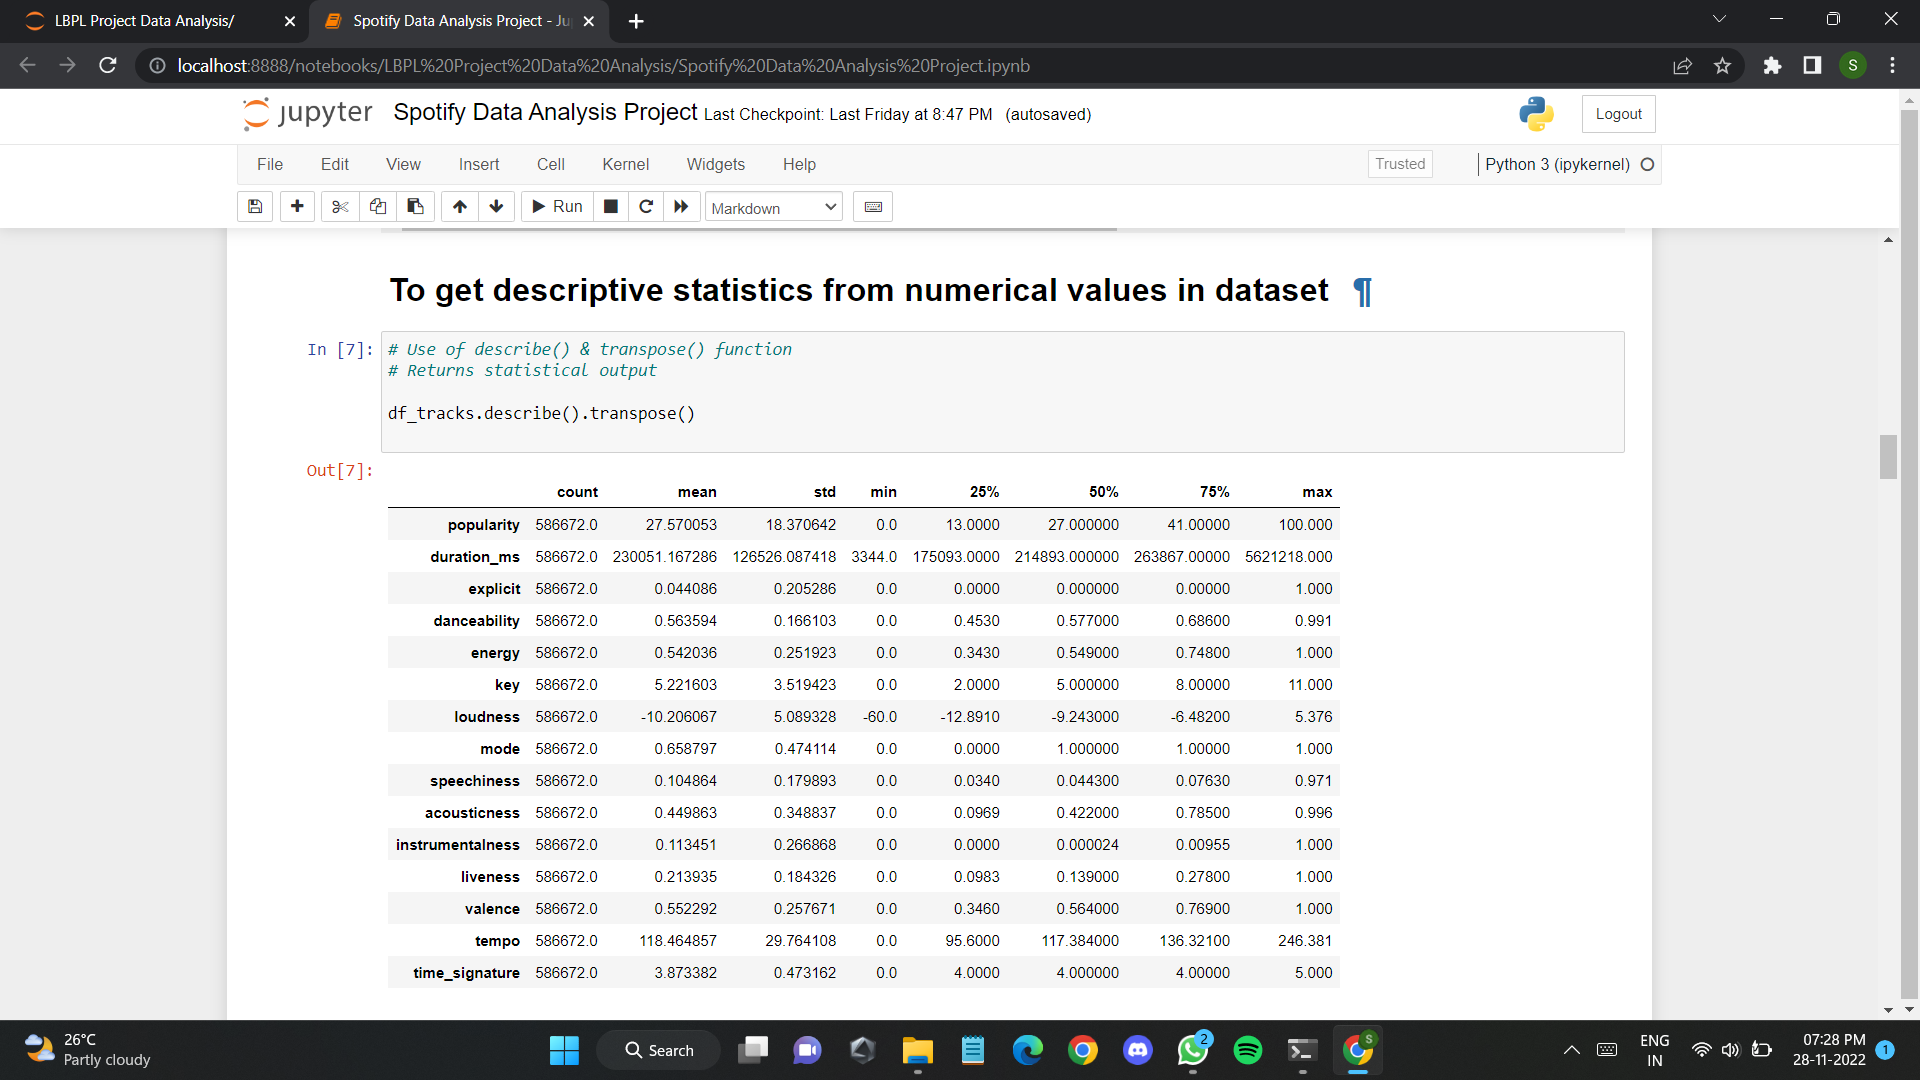 LBPL Project Data Analysis/
Spotify Data Analysis Project - Ju
localhost:8888/notebooks/LBPL%20Project%20Data%20Analysis/Spotify%20Data%20Analysis%20Project.ipynb
S
jupyter Spotify Data Analysis Project Last Checkpoint: Last Friday at 8:47 PM (autosaved)
Logout
File Edit View Insert Cell Kernel Widgets Help
Trusted
Python 3 (ipykernel)
Run
Markdown
To get descriptive statistics from numerical values in dataset ¶
In [7]: # Use of describe() & transpose() function
# Returns statistical output
df_tracks.describe().transpose()
Out[7]:
count mean std min 25% 50% 75% max
popularity 586672.0 27.570053 18.370642 0.0 13.0000 27.000000 41.00000 100.000
duration_ms 586672.0 230051.167286 126526.087418 3344.0 175093.0000 214893.000000 263867.00000 5621218.000
explicit 586672.0 0.044086 0.205286 0.0 0.0000 0.000000 0.00000 1.000
danceability 586672.0 0.563594 0.166103 0.0 0.4530 0.577000 0.68600 0.991
energy 586672.0 0.542036 0.251923 0.0 0.3430 0.549000 0.74800 1.000
key 586672.0 5.221603 3.519423 0.0 2.0000 5.000000 8.00000 11.000
loudness 586672.0 -10.206067 5.089328 -60.0 -12.8910 -9.243000 -6.48200 5.376
mode 586672.0 0.658797 0.474114 0.0 0.0000 1.000000 1.00000 1.000
speechiness 586672.0 0.104864 0.179893 0.0 0.0340 0.044300 0.07630 0.971
acousticness 586672.0 0.449863 0.348837 0.0 0.0969 0.422000 0.78500 0.996
instrumentalness 586672.0 0.113451 0.266868 0.0 0.0000 0.000024 0.00955 1.000
liveness 586672.0 0.213935 0.184326 0.0 0.0983 0.139000 0.27800 1.000
valence 586672.0 0.552292 0.257671 0.0 0.3460 0.564000 0.76900 1.000
tempo 586672.0 118.464857 29.764108 0.0 95.6000 117.384000 136.32100 246.381
time_signature 586672.0 3.873382 0.473162 0.0 4.0000 4.000000 4.00000 5.000
26°C
Partly cloudy
Search
2
S
ENG
IN
07:28 PM
28-11-2022
1